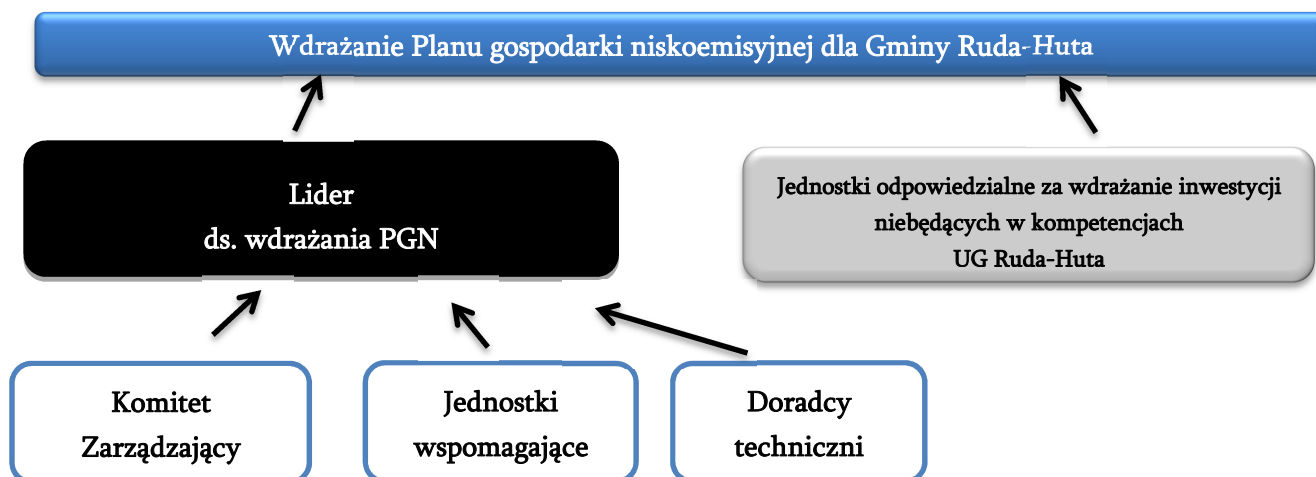 Wdrażanie Planu gospodarki niskoemisyjnej dla Gminy Ruda-Huta
Lider
ds. wdrażania PGN
Jednostki odpowiedzialne za wdrażanie inwestycji
niebędących w kompetencjach
UG Ruda-Huta
Komitet
Zarządzający
Jednostki
wspomagające
Doradcy
techniczni